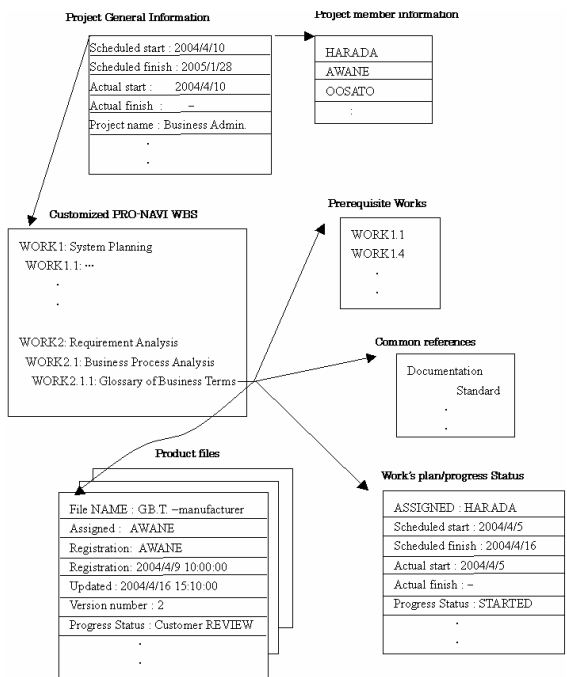 Project General Information
Scheduled start : 2004/4/10
Scheduled finish : 2005/1/28
Actual start : 2004/4/10
Actual finish : –
Project name : Business Admin.
.
.
Project member information
HARADA
AWANE
OOSATO
:
Customized PRO-NAVI WBS
WORK1: System Planning
WORK1.1: ···
.
.
WORK2: Requirement Analysis
WORK2.1: Business Process Analysis
WORK2.1.1: Glossary of Business Terms
Prerequisite Works
WORK1.1
WORK1.4
.
.
Common references
Documentation
Standard
.
.
Product files
File NAME : G.B.T. –manufacturer
Assigned : AWANE
Registration: AWANE
Registration: 2004/4/9 10:00:00
Updated : 2004/4/16 15:10:00
Version number : 2
Progress Status : Customer REVIEW
.
.
Work's plan/progress Status
ASSIGNED : HARADA
Scheduled start : 2004/4/5
Scheduled finish : 2004/4/16
Actual start : 2004/4/5
Actual finish : –
Progress Status : STARTED
.
.